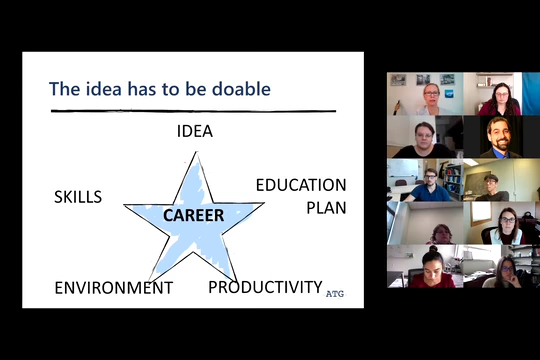 The idea has to be doable
IDEA
SKILLS
EDUCATION
PLAN
CAREER
ENVIRONMENT
PRODUCTIVITY
ATG